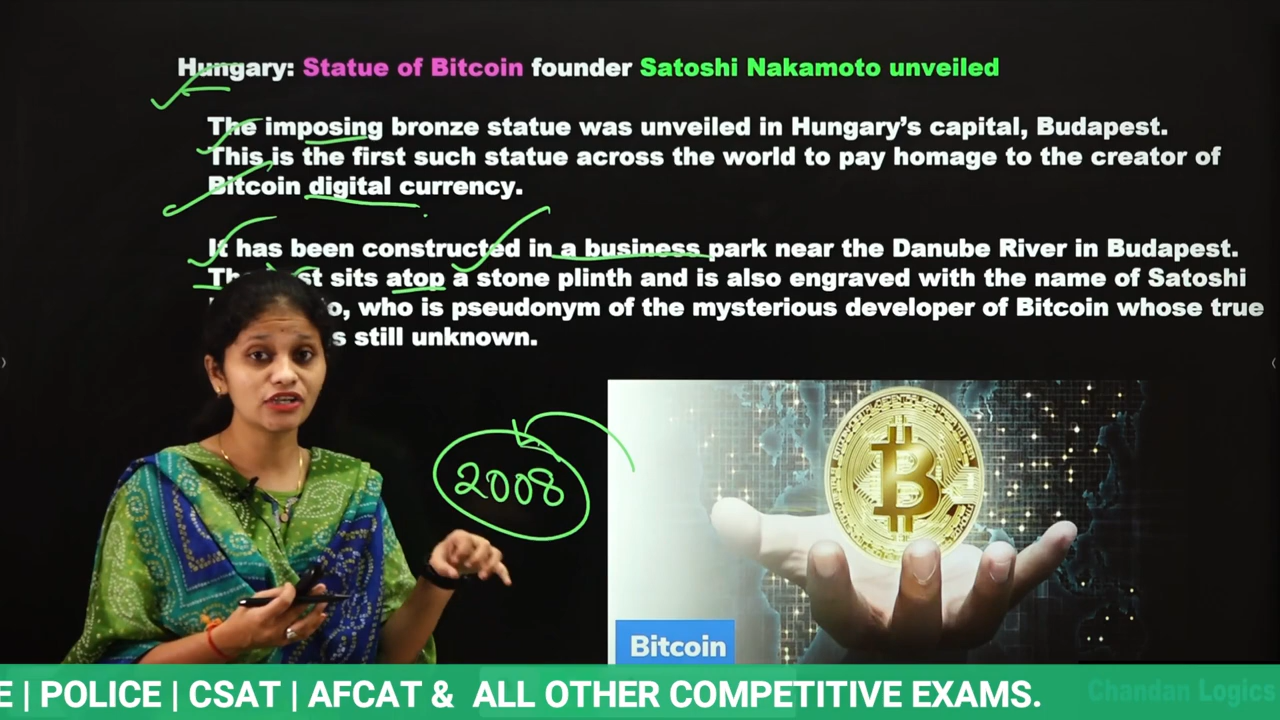 Hungary: Statue of Bitcoin founder Satoshi Nakamoto unveiled
The imposing bronze statue was unveiled in Hungary’s capital, Budapest.
This is the first such statue across the world to pay homage to the creator of
Bitcoin digital currency.
It has been constructed in a business park near the Danube River in Budapest.
sits atop a stone plinth and is also engraved with the name of Satoshi
who is pseudonym of the mysterious developer of Bitcoin whose true
still unknown.
2008
B
Bitcoin
E | POLICE | CSAT | AFCAT & ALL OTHER COMPETITIVE EXAMS.
Chandan Logics